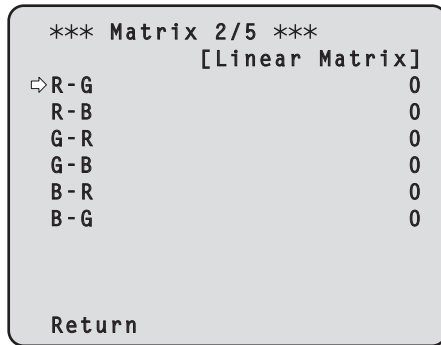 *** Matrix 2/5 ***
[Linear Matrix]
⇨R-G 0
R-B 0
G-R 0
G-B 0
B-R 0
B-G 0
Return